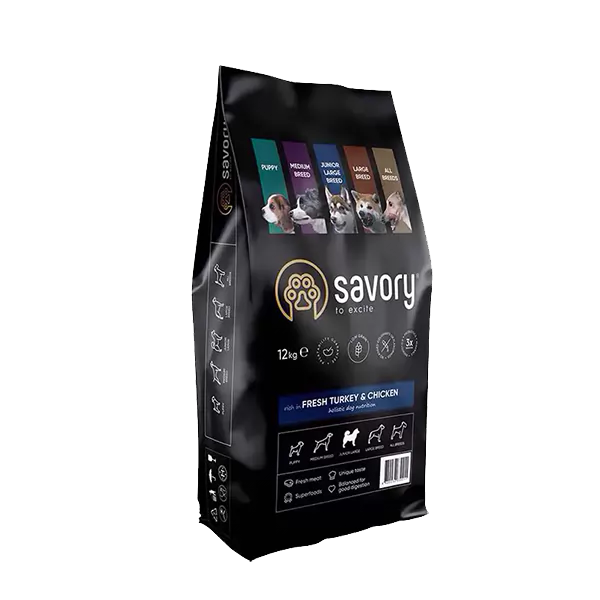 PUPPY
MEDIUM
BREED
JUNIOR
LARGE
BREED
LARGE
BREED
ALL
BREEDS
savory
savory®
to excite
12kg e
3x
rich in FRESH TURKEY & CHICKEN
holistic dog nutrition
PUPPY
MEDIUM BREED
JUNIOR LARGE
LARGE BREED
ALL BREEDS
Fresh meat
Unique taste
Superfoods
Balanced for
good digestion